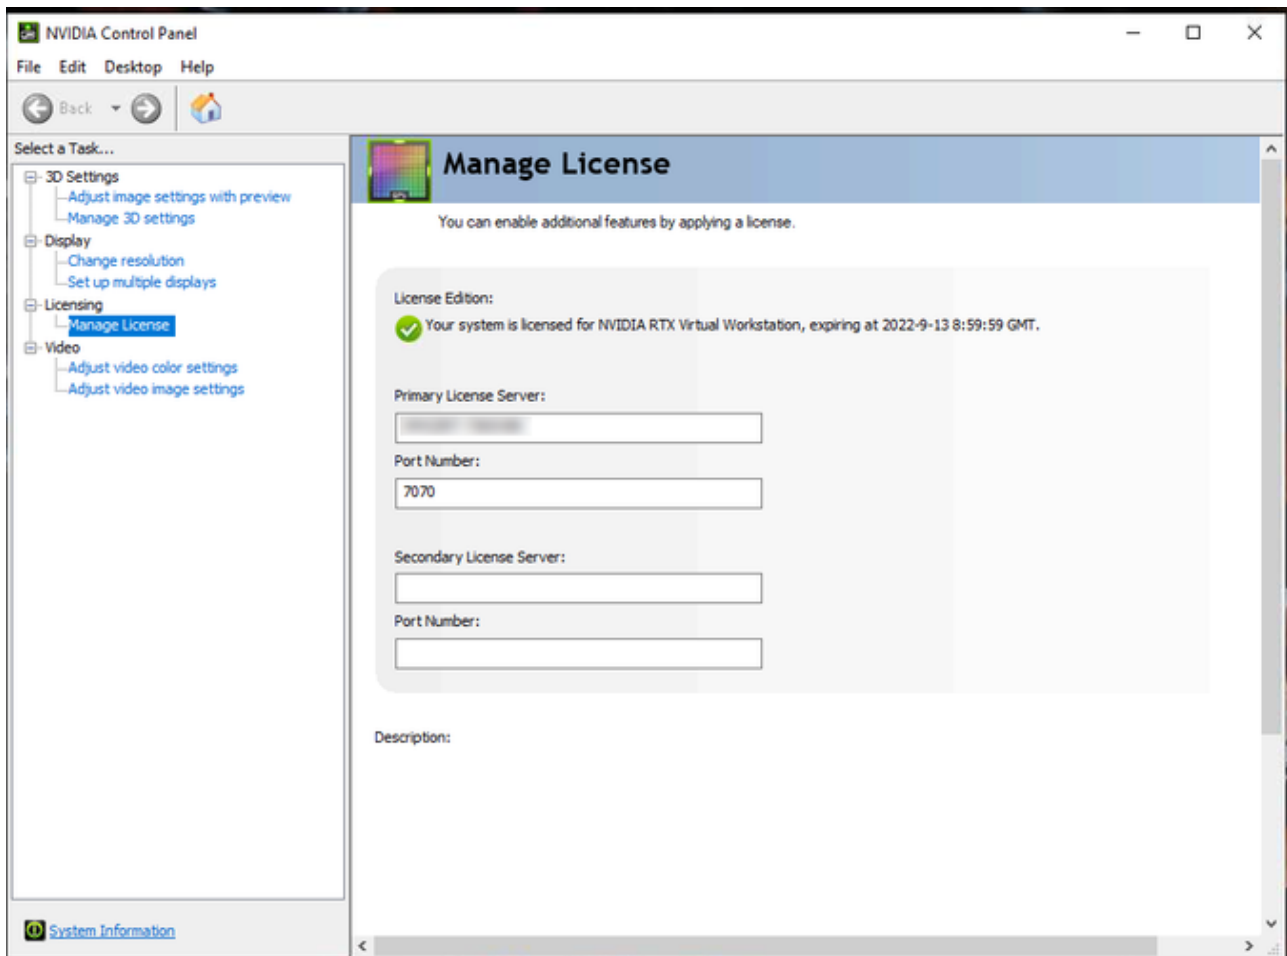 NVIDIA Control Panel
File Edit Desktop Help
Back
Select a Task...
3D Settings
Adjust image settings with preview
Manage 3D settings
Display
Change resolution
Set up multiple displays
Licensing
Manage License
Video
Adjust video color settings
Adjust video image settings
System Information
Manage License
You can enable additional features by applying a license.
License Edition:
Your system is licensed for NVIDIA RTX Virtual Workstation, expiring at 2022-9-13 8:59:59 GMT.
Primary License Server:
Port Number:
7070
Secondary License Server:
Port Number:
Description: